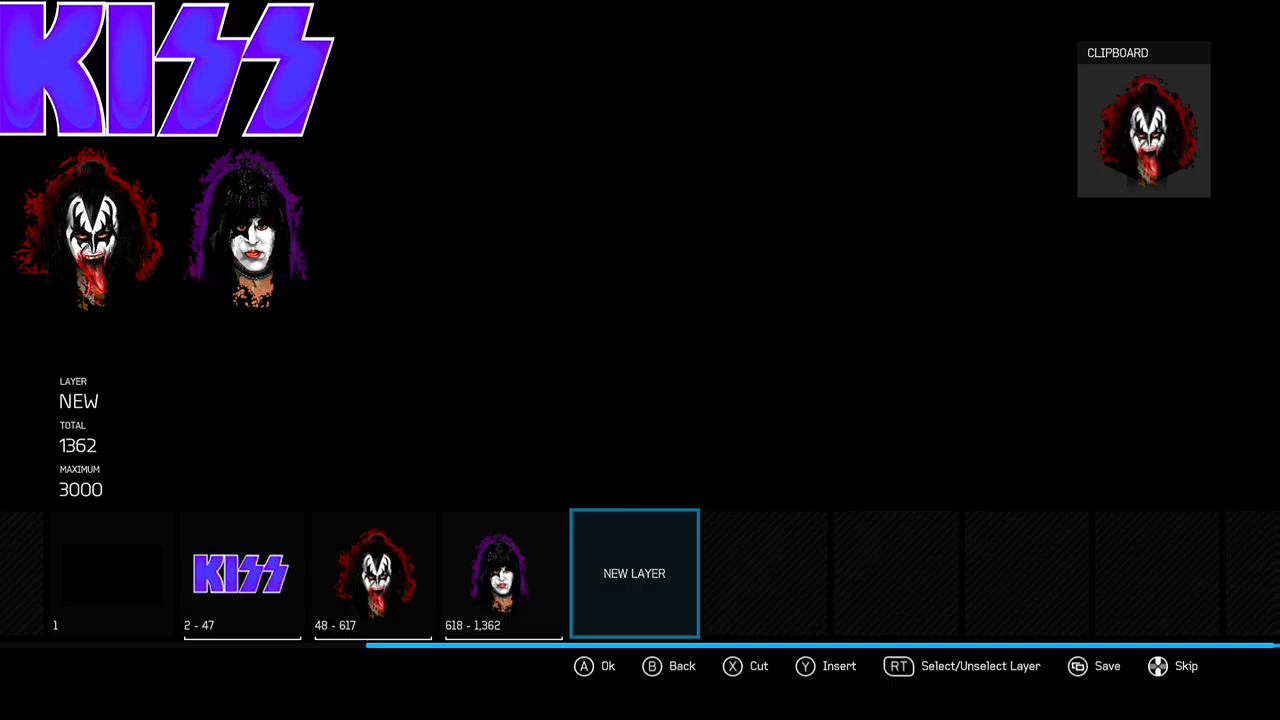 KISS
CLIPBOARD
LAYER
NEW
TOTAL
1362
MAXIMUM
3000
1
KISS
2 - 47
48 - 617
618 - 1,362
NEW LAYER
A Ok B Back X Cut Y Insert RT Select/Unselect Layer Save Skip